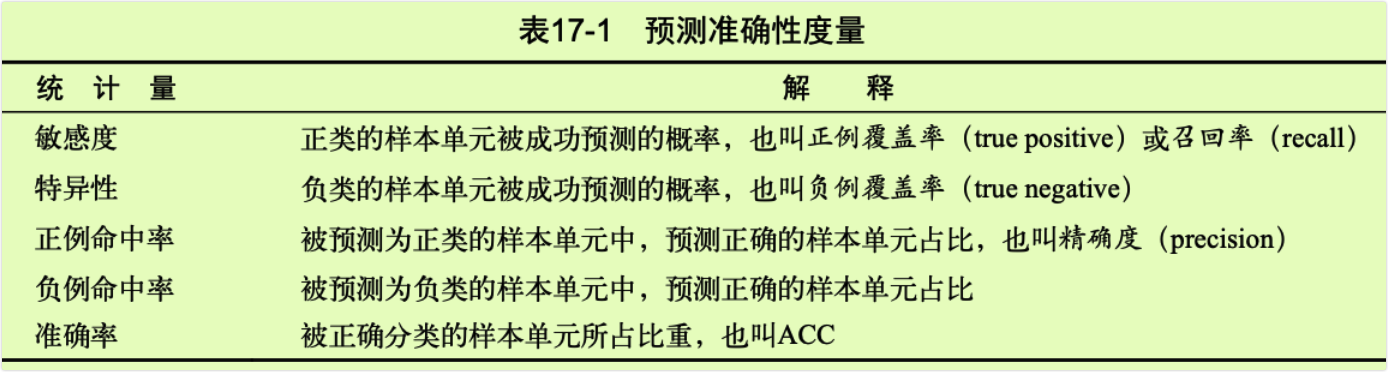 表17-1 预测准确性度量
统 计 量 解 释
敏感度 正类的样本单元被成功预测的概率，也叫正例覆盖率（true positive）或召回率（recall）
特异性 负类的样本单元被成功预测的概率，也叫负例覆盖率（true negative）
正例命中率 被预测为正类的样本单元中，预测正确的样本单元占比，也叫精确度（precision）
负例命中率 被预测为负类的样本单元中，预测正确的样本单元占比
准确率 被正确分类的样本单元所占比重，也叫ACC